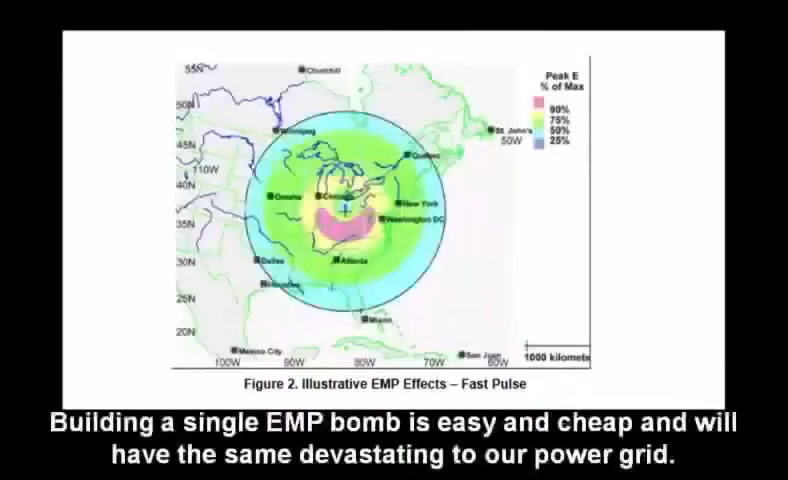 55N
Churchill
Peak E
% of Max
50N
90%
75%
50%
25%
Winnipeg
St. John's
50W
45N
Quebec
110W
40N
Omaha
Chicago
New York
35N
Washington DC
30N
Dallas
Atlanta
Houston
25N
Miami
20N
Mexico City
San Juan
1000 kilomete
100W
90W
80W
70W
60W
Figure 2. Illustrative EMP Effects – Fast Pulse
Building a single EMP bomb is easy and cheap and will
have the same devastating to our power grid.